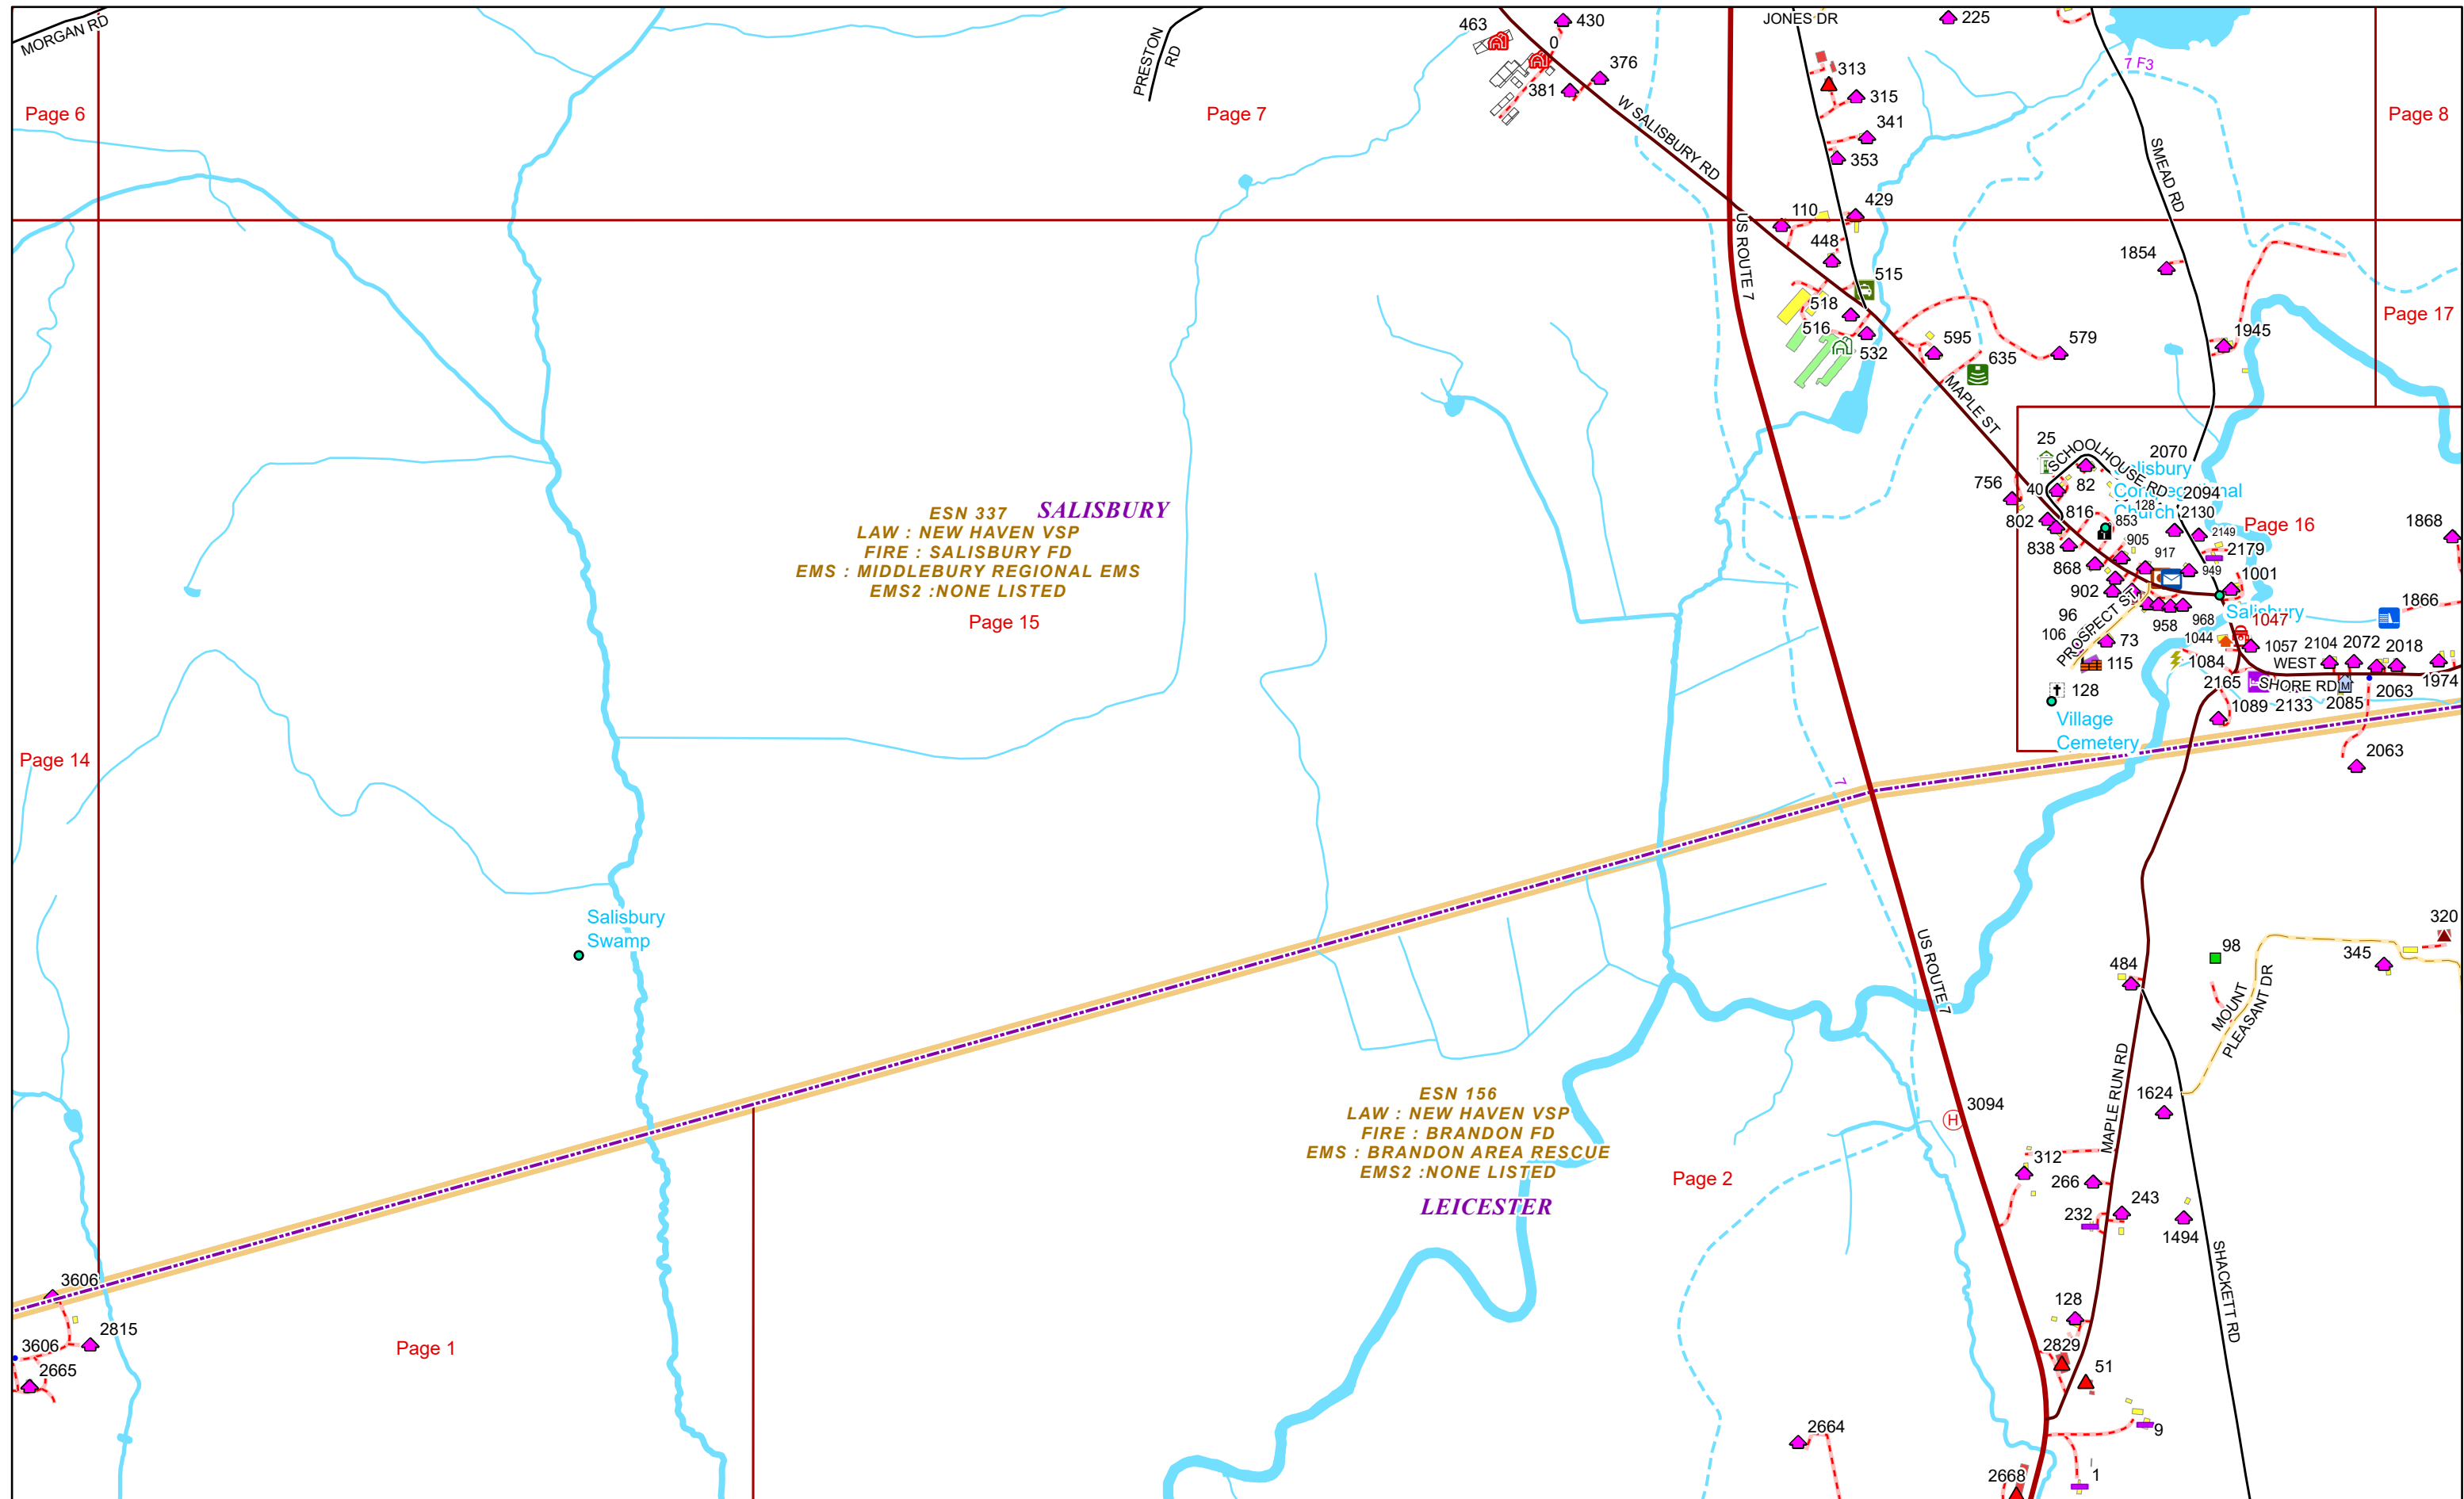 MORGAN RD
PRESTON
RD
463
430
0
376
381
W SALISBURY RD
JONES DR
225
313
315
341
353
7 F3
SMEAD RD
Page 6
Page 7
Page 8
110
429
448
US ROUTE 7
515
518
516
532
595
635
579
1854
1945
Page 17
MAPLE ST
25
SCHOOLHOUSE RD
2070
Salisbury
Congregational
Church
756
40
82
2094
128
802
816
853
2130
Page 16
838
905
2149
2179
1868
868
917
949
1001
902
PROSPECT ST
96
106
73
115
958
968
Salisbury
1047
1866
1044
1057
2104
2072
2018
1084
WEST
SHORE RD
2165
1974
1089
2133
2085
2063
128
Village
Cemetery
2063
ESN 337
SALISBURY
LAW : NEW HAVEN VSP
FIRE : SALISBURY FD
EMS : MIDDLEBURY REGIONAL EMS
EMS2 :NONE LISTED
Page 15
Page 14
7
Salisbury
Swamp
US ROUTE 7
484
98
345
320
MOUNT
PLEASANT DR
ESN 156
LAW : NEW HAVEN VSP
FIRE : BRANDON FD
EMS : BRANDON AREA RESCUE
EMS2 :NONE LISTED
LEICESTER
Page 2
H
3094
1624
MAPLE RUN RD
312
266
243
232
1494
SHACKETT RD
3606
2815
3606
2665
Page 1
128
2829
51
9
2664
2668
1
M